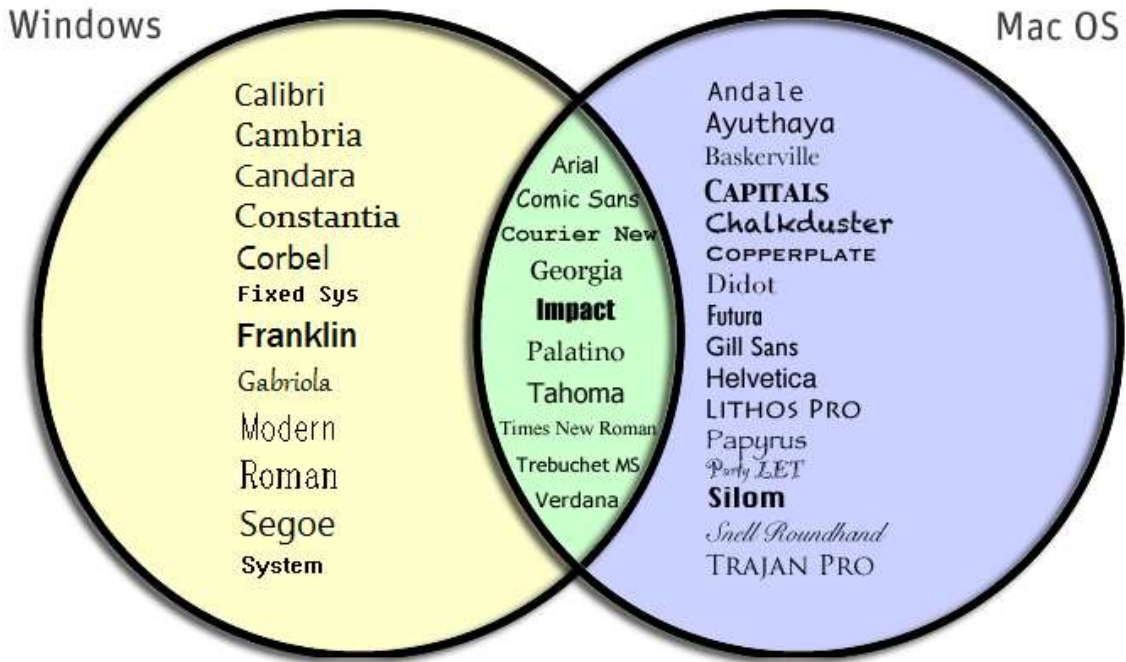 Windows
Mac OS
Calibri
Cambria
Candara
Constantia
Corbel
Fixed Sys
Franklin
Gabriola
Modern
Roman
Segoe
System
Arial
Comic Sans
Courier New
Georgia
Impact
Palatino
Tahoma
Times New Roman
Trebuchet MS
Verdana
Andale
Ayuthaya
Baskerville
CAPITALS
Chalkduster
COPPERPLATE
Didot
Futura
Gill Sans
Helvetica
LITHOS PRO
Papyrus
Party LET
Silom
Snell Roundhand
TRAJAN PRO